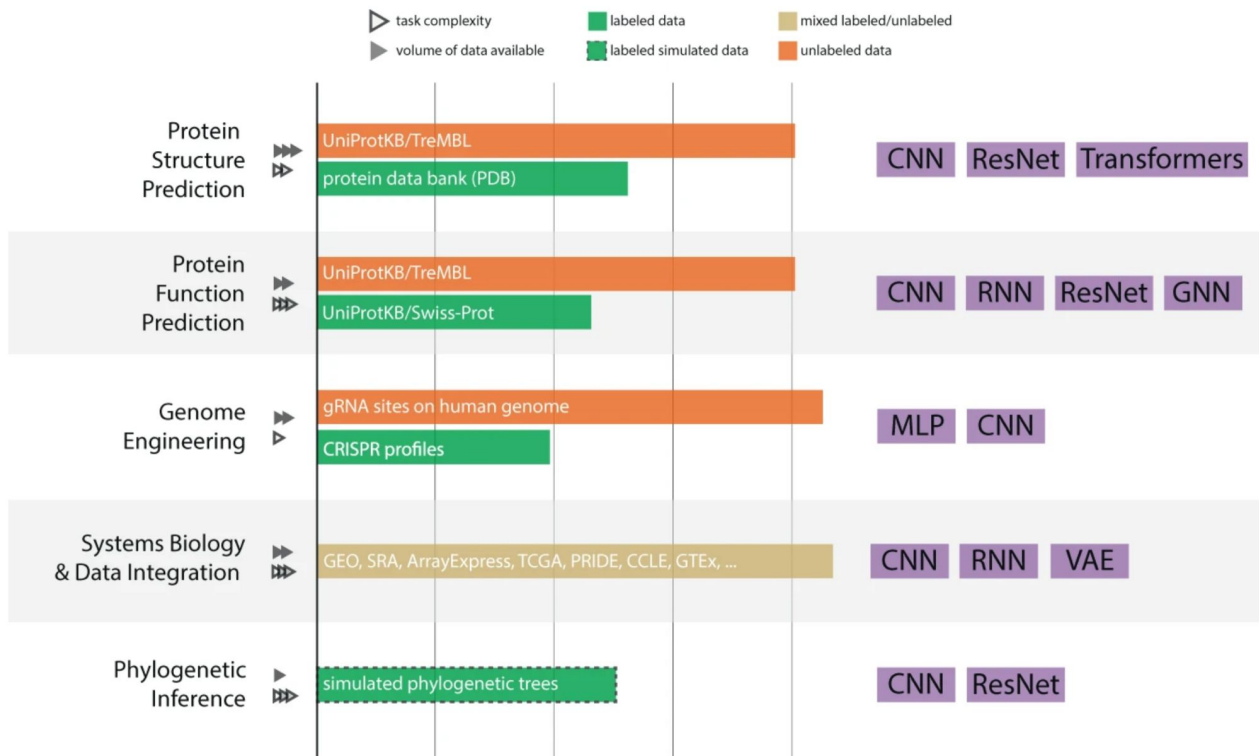 task complexity
labeled data
mixed labeled/unlabeled
volume of data available
labeled simulated data
unlabeled data
Protein
Structure
Prediction
UniProtKB/TreMBL
protein data bank (PDB)
CNN ResNet Transformers
Protein
Function
Prediction
UniProtKB/TreMBL
UniProtKB/Swiss-Prot
CNN RNN ResNet GNN
Genome
Engineering
gRNA sites on human genome
CRISPR profiles
MLP CNN
Systems Biology
& Data Integration
GEO, SRA, ArrayExpress, TCGA, PRIDE, CCLE, GTEx, ...
CNN RNN VAE
Phylogenetic
Inference
simulated phylogenetic trees
CNN ResNet